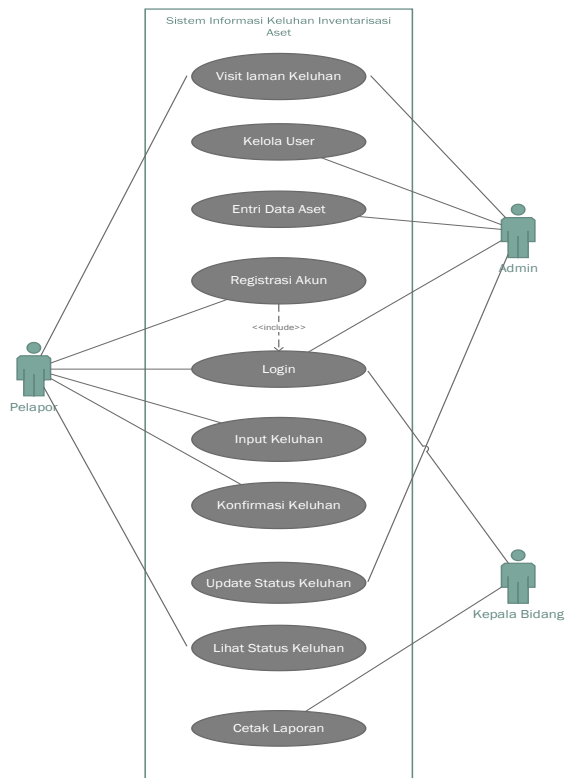 Sistem Informasi Keluhan Inventarisasi
Aset
Visit laman Keluhan
Kelola User
Entri Data Aset
Admin
Registrasi Akun
<<include>>
Login
Pelapor
Input Keluhan
Konfirmasi Keluhan
Update Status Keluhan
Kepala Bidang
Lihat Status Keluhan
Cetak Laporan